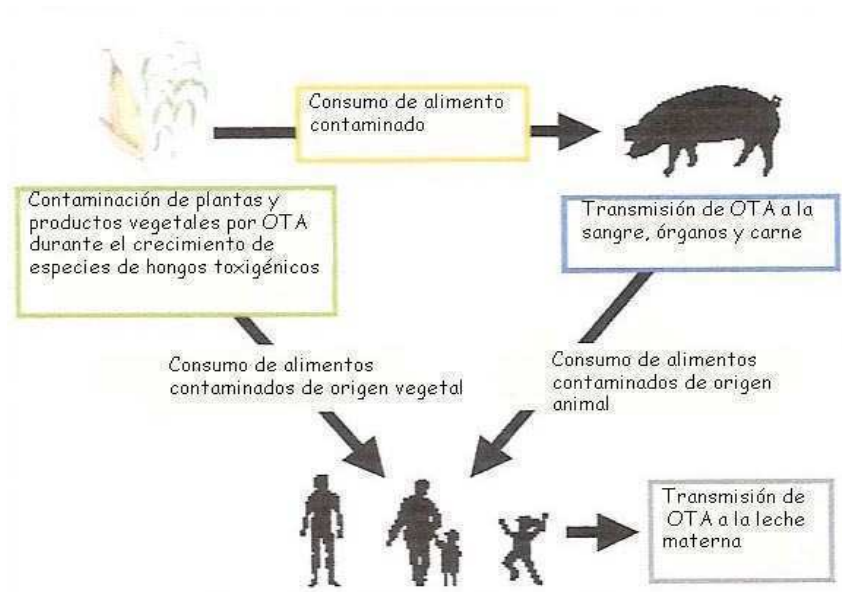 Consumo de alimento
contaminado
Contaminación de plantas y
productos vegetales por OTA
durante el crecimiento de
especies de hongos toxigénicos
Transmisión de OTA a la
sangre, órganos y carne
Consumo de alimentos
contaminados de origen vegetal
Consumo de alimentos
contaminados de origen
animal
Transmisión de
OTA a la leche
materna